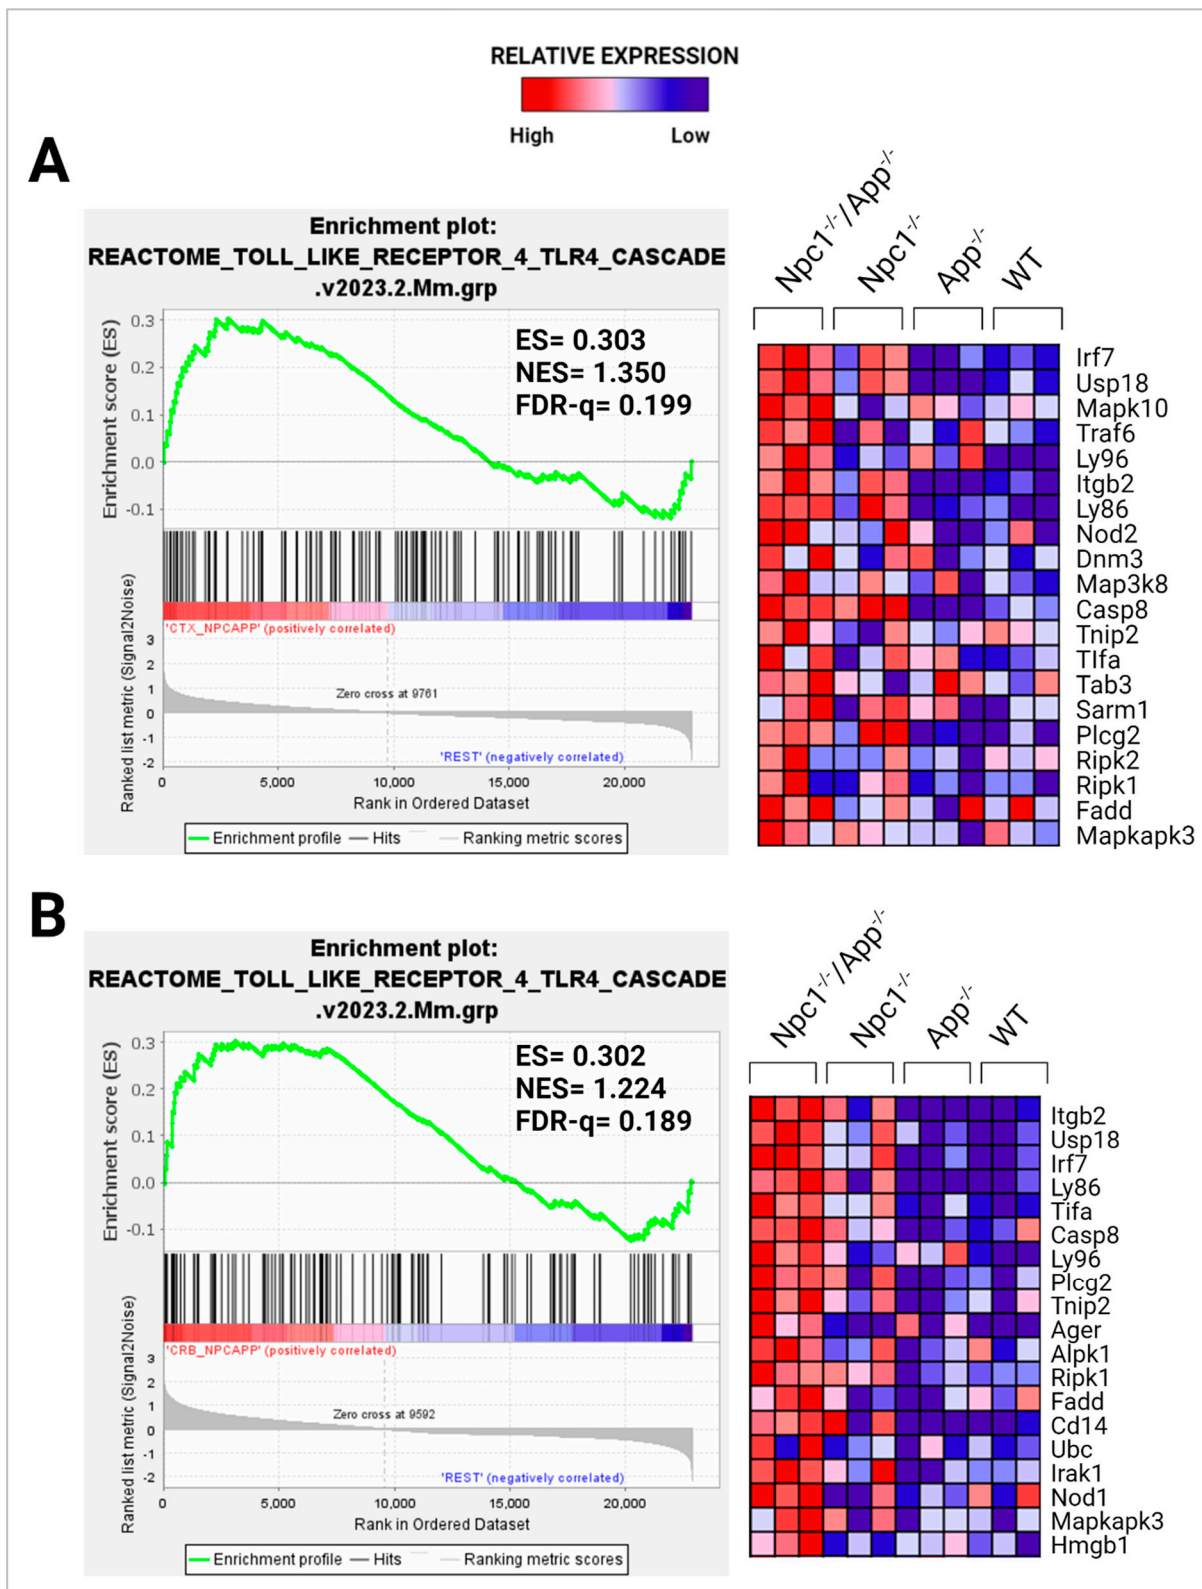 RELATIVE EXPRESSION
High Low
A
Enrichment plot:
REACTOME_TOLL_LIKE_RECEPTOR_4_TLR4_CASCADE
.v2023.2.Mm.grp
ES= 0.303
NES= 1.350
FDR-q= 0.199
Enrichment score (ES)
0.3
0.2
0.1
0.0
-0.1
'CTX_NPCAPP' (positively correlated)
Ranked list metric (Signal2Noise)
3
2
1
0
-1
-2
Zero cross at 9761
'REST' (negatively correlated)
0 5,000 10,000 15,000 20,000
Rank in Ordered Dataset
Enrichment profile Hits Ranking metric scores
Npc1-/-/App-/- Npc1-/- App-/- WT
Irf7
Usp18
Mapk10
Traf6
Ly96
Itgb2
Ly86
Nod2
Dnm3
Map3k8
Casp8
Tnip2
TIfa
Tab3
Sarm1
Plcg2
Ripk2
Ripk1
Fadd
Mapkapk3
B
Enrichment plot:
REACTOME_TOLL_LIKE_RECEPTOR_4_TLR4_CASCADE
.v2023.2.Mm.grp
ES= 0.302
NES= 1.224
FDR-q= 0.189
Enrichment score (ES)
0.3
0.2
0.1
0.0
-0.1
'CRB_NPCAPP' (positively correlated)
Ranked list metric (Signal2Noise)
3
2
1
0
-1
-2
Zero cross at 9592
'REST' (negatively correlated)
0 5,000 10,000 15,000 20,000
Rank in Ordered Dataset
Enrichment profile Hits Ranking metric scores
Npc1-/-/App-/- Npc1-/- App-/- WT
Itgb2
Usp18
Irf7
Ly86
Tifa
Casp8
Ly96
Plcg2
Tnip2
Ager
Alpk1
Ripk1
Fadd
Cd14
Ubc
Irak1
Nod1
Mapkapk3
Hmgb1